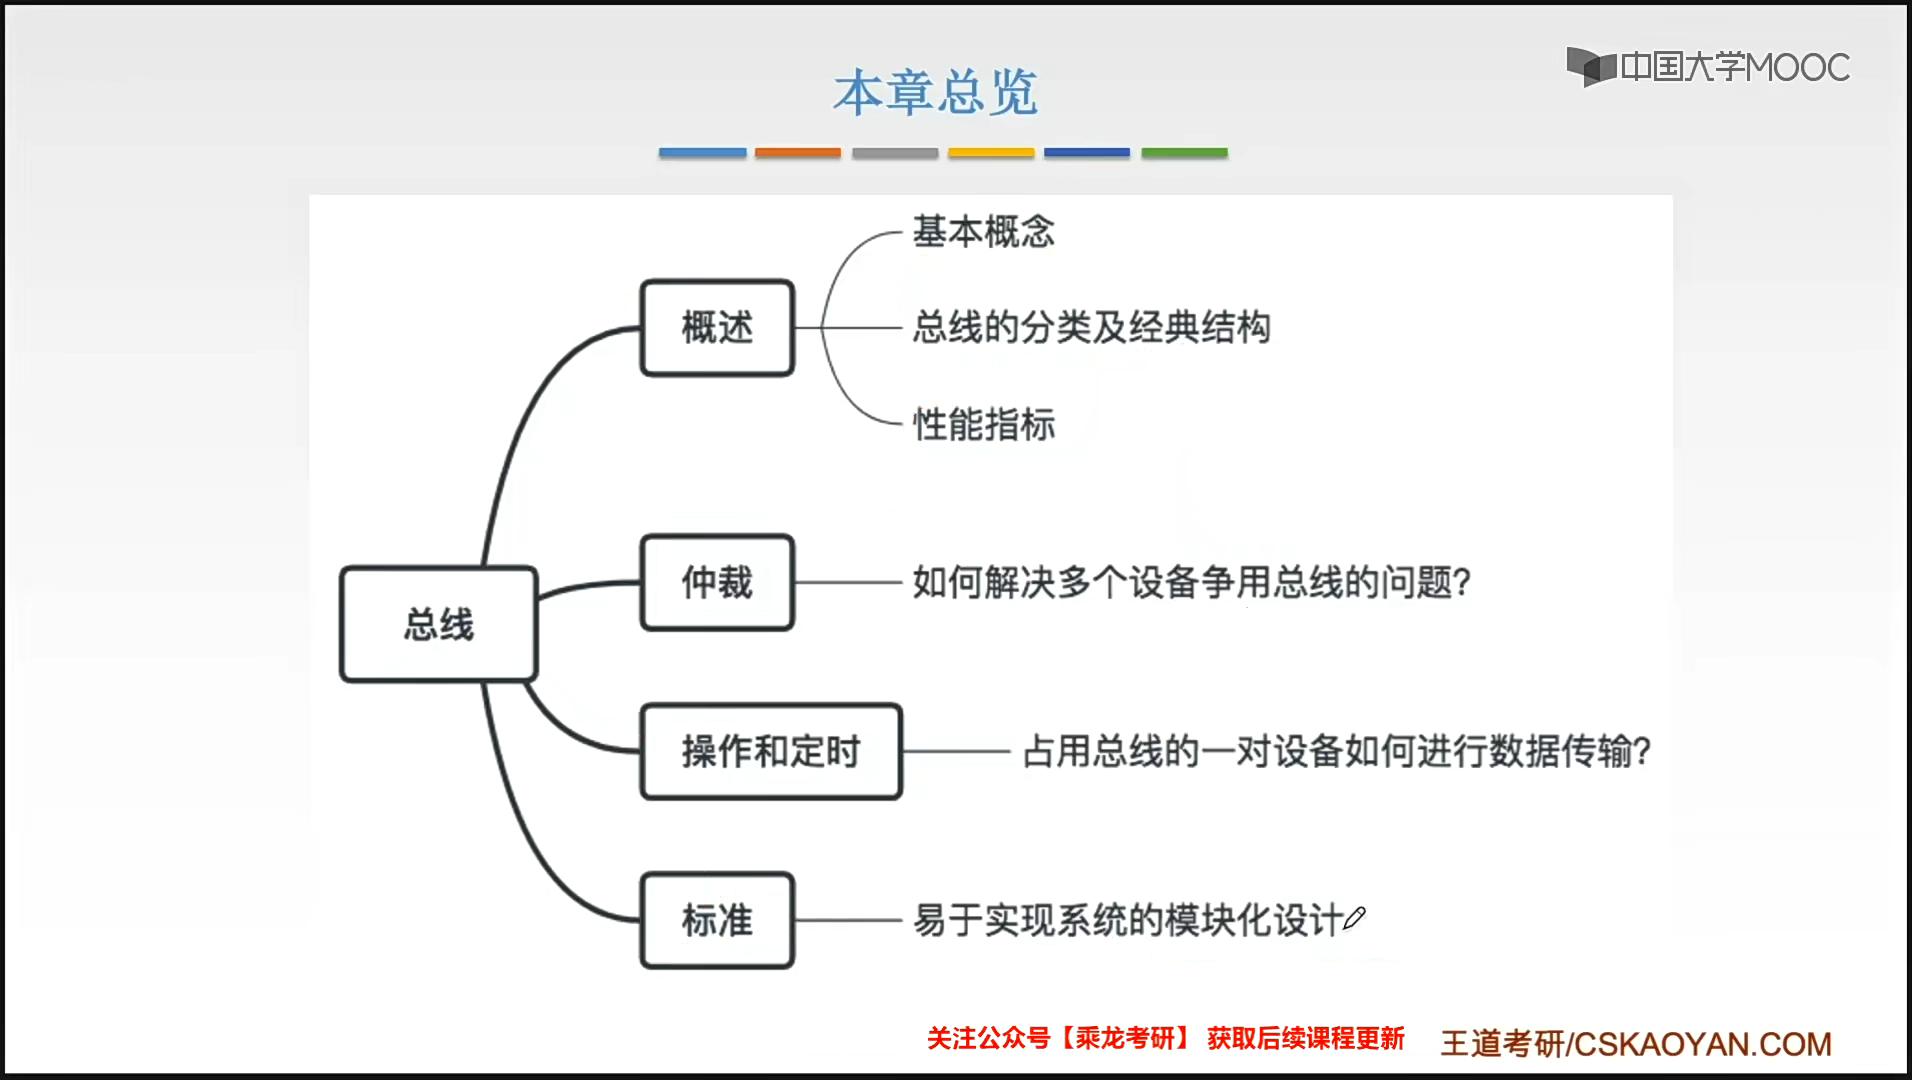 本章总览
中国大学MOOC
基本概念
概述
总线的分类及经典结构
性能指标
仲裁
如何解决多个设备争用总线的问题?
总线
操作和定时
占用总线的一对设备如何进行数据传输?
标准
易于实现系统的模块化设计
关注公众号【乘龙考研】 获取后续课程更新
王道考研/CSKAOYAN.COM